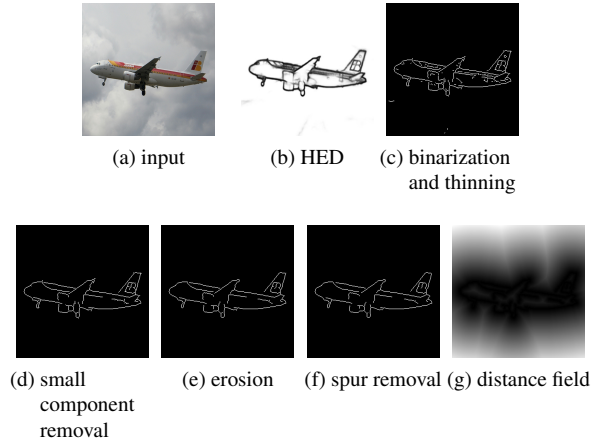 (a) input
(b) HED
(c) binarization
and thinning
(d) small
component
removal
(e) erosion
(f) spur removal
(g) distance field